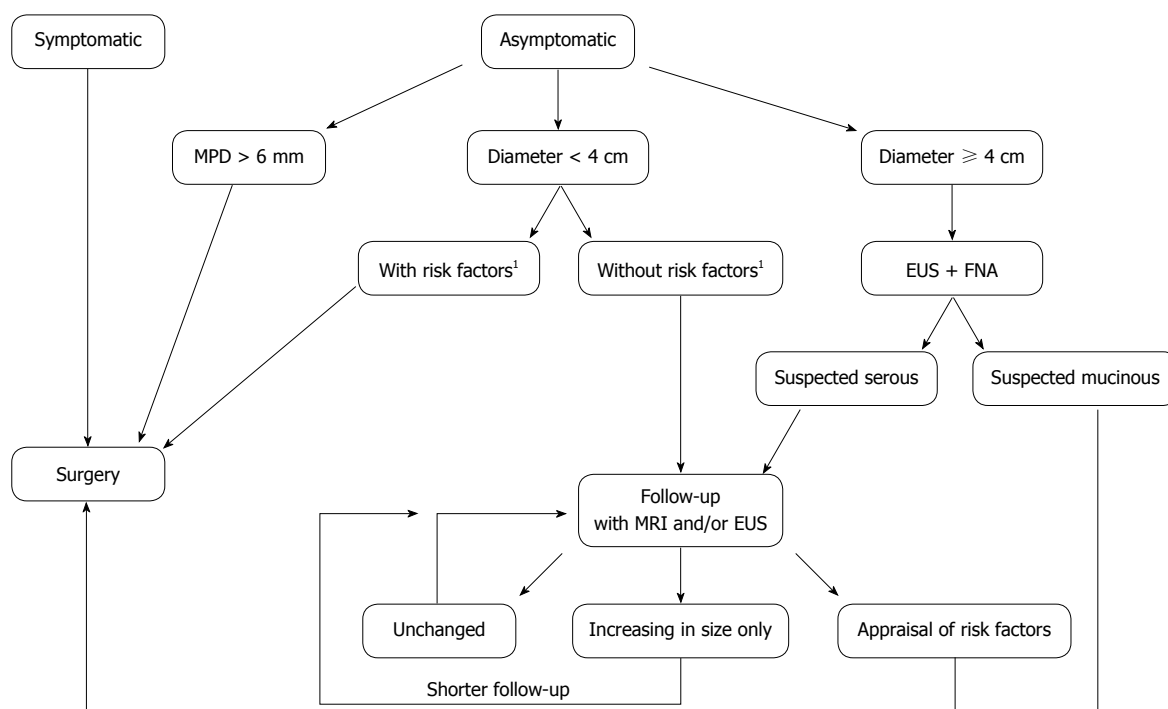 Symptomatic
Asymptomatic
MPD > 6 mm
Diameter < 4 cm
Diameter ≥ 4 cm
With risk factors¹
Without risk factors¹
EUS + FNA
Suspected serous
Suspected mucinous
Surgery
Follow-up
with MRI and/or EUS
Unchanged
Increasing in size only
Appraisal of risk factors
Shorter follow-up